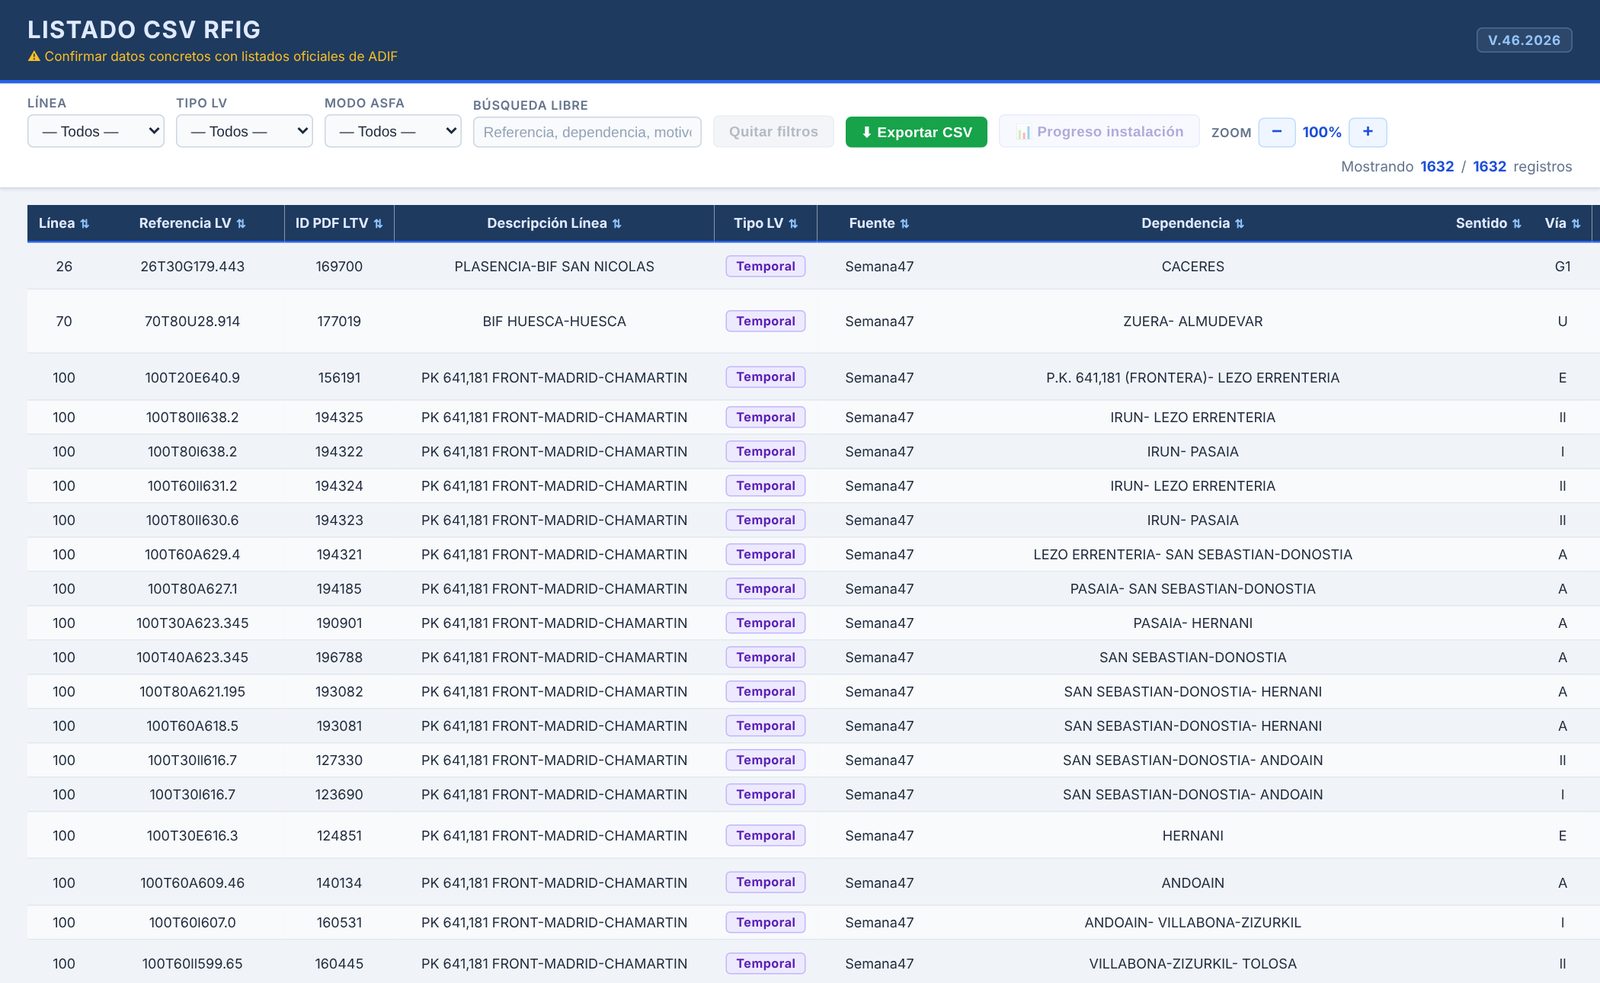 LISTADO CSV RFIG
⚠ Confirmar datos concretos con listados oficiales de ADIF
V.46.2026
LÍNEA TIPO LV MODO ASFA BÚSQUEDA LIBRE
— Todos — — Todos — — Todos — Referencia, dependencia, motivo Quitar filtros ⬇ Exportar CSV 📊 Progreso instalación ZOOM − 100% +
Mostrando 1632 / 1632 registros
Línea ⇅ Referencia LV ⇅ ID PDF LTV ⇅ Descripción Línea ⇅ Tipo LV ⇅ Fuente ⇅ Dependencia ⇅ Sentido ⇅ Vía ⇅
26 26T30G179.443 169700 PLASENCIA-BIF SAN NICOLAS Temporal Semana47 CACERES G1
70 70T80U28.914 177019 BIF HUESCA-HUESCA Temporal Semana47 ZUERA- ALMUDEVAR U
100 100T20E640.9 156191 PK 641,181 FRONT-MADRID-CHAMARTIN Temporal Semana47 P.K. 641,181 (FRONTERA)- LEZO ERRENTERIA E
100 100T80II638.2 194325 PK 641,181 FRONT-MADRID-CHAMARTIN Temporal Semana47 IRUN- LEZO ERRENTERIA II
100 100T80I638.2 194322 PK 641,181 FRONT-MADRID-CHAMARTIN Temporal Semana47 IRUN- PASAIA I
100 100T60II631.2 194324 PK 641,181 FRONT-MADRID-CHAMARTIN Temporal Semana47 IRUN- LEZO ERRENTERIA II
100 100T80II630.6 194323 PK 641,181 FRONT-MADRID-CHAMARTIN Temporal Semana47 IRUN- PASAIA II
100 100T60A629.4 194321 PK 641,181 FRONT-MADRID-CHAMARTIN Temporal Semana47 LEZO ERRENTERIA- SAN SEBASTIAN-DONOSTIA A
100 100T80A627.1 194185 PK 641,181 FRONT-MADRID-CHAMARTIN Temporal Semana47 PASAIA- SAN SEBASTIAN-DONOSTIA A
100 100T30A623.345 190901 PK 641,181 FRONT-MADRID-CHAMARTIN Temporal Semana47 PASAIA- HERNANI A
100 100T40A623.345 196788 PK 641,181 FRONT-MADRID-CHAMARTIN Temporal Semana47 SAN SEBASTIAN-DONOSTIA A
100 100T80A621.195 193082 PK 641,181 FRONT-MADRID-CHAMARTIN Temporal Semana47 SAN SEBASTIAN-DONOSTIA- HERNANI A
100 100T60A618.5 193081 PK 641,181 FRONT-MADRID-CHAMARTIN Temporal Semana47 SAN SEBASTIAN-DONOSTIA- HERNANI A
100 100T30II616.7 127330 PK 641,181 FRONT-MADRID-CHAMARTIN Temporal Semana47 SAN SEBASTIAN-DONOSTIA- ANDOAIN II
100 100T30I616.7 123690 PK 641,181 FRONT-MADRID-CHAMARTIN Temporal Semana47 SAN SEBASTIAN-DONOSTIA- ANDOAIN I
100 100T30E616.3 124851 PK 641,181 FRONT-MADRID-CHAMARTIN Temporal Semana47 HERNANI E
100 100T60A609.46 140134 PK 641,181 FRONT-MADRID-CHAMARTIN Temporal Semana47 ANDOAIN A
100 100T60I607.0 160531 PK 641,181 FRONT-MADRID-CHAMARTIN Temporal Semana47 ANDOAIN- VILLABONA-ZIZURKIL I
100 100T60II599.65 160445 PK 641,181 FRONT-MADRID-CHAMARTIN Temporal Semana47 VILLABONA-ZIZURKIL- TOLOSA II